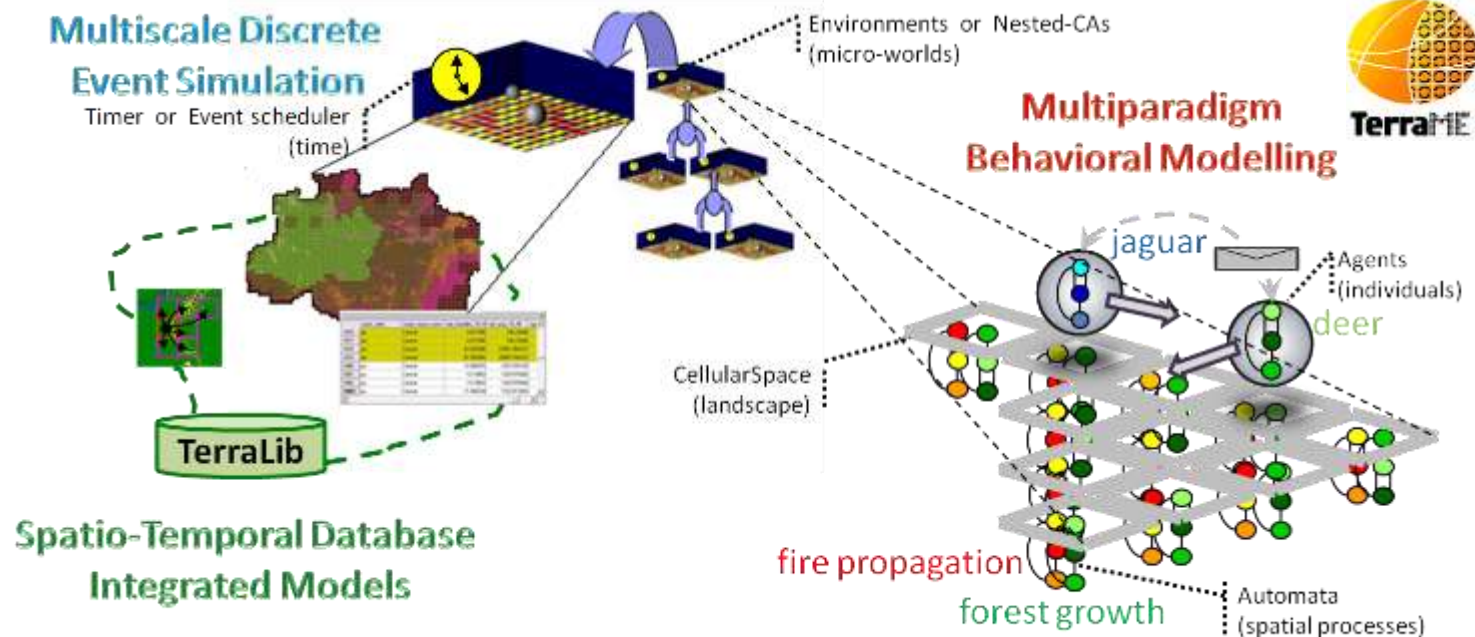 Multiscale Discrete
Event Simulation
Timer or Event scheduler
(time)
Environments or Nested-CAs
(micro-worlds)
TerraME
Multiparadigm
Behavioral Modelling
jaguar
Agents
(individuals)
deer
CellularSpace
(landscape)
TerraLib
Spatio-Temporal Database
Integrated Models
fire propagation
forest growth
Automata
(spatial processes)